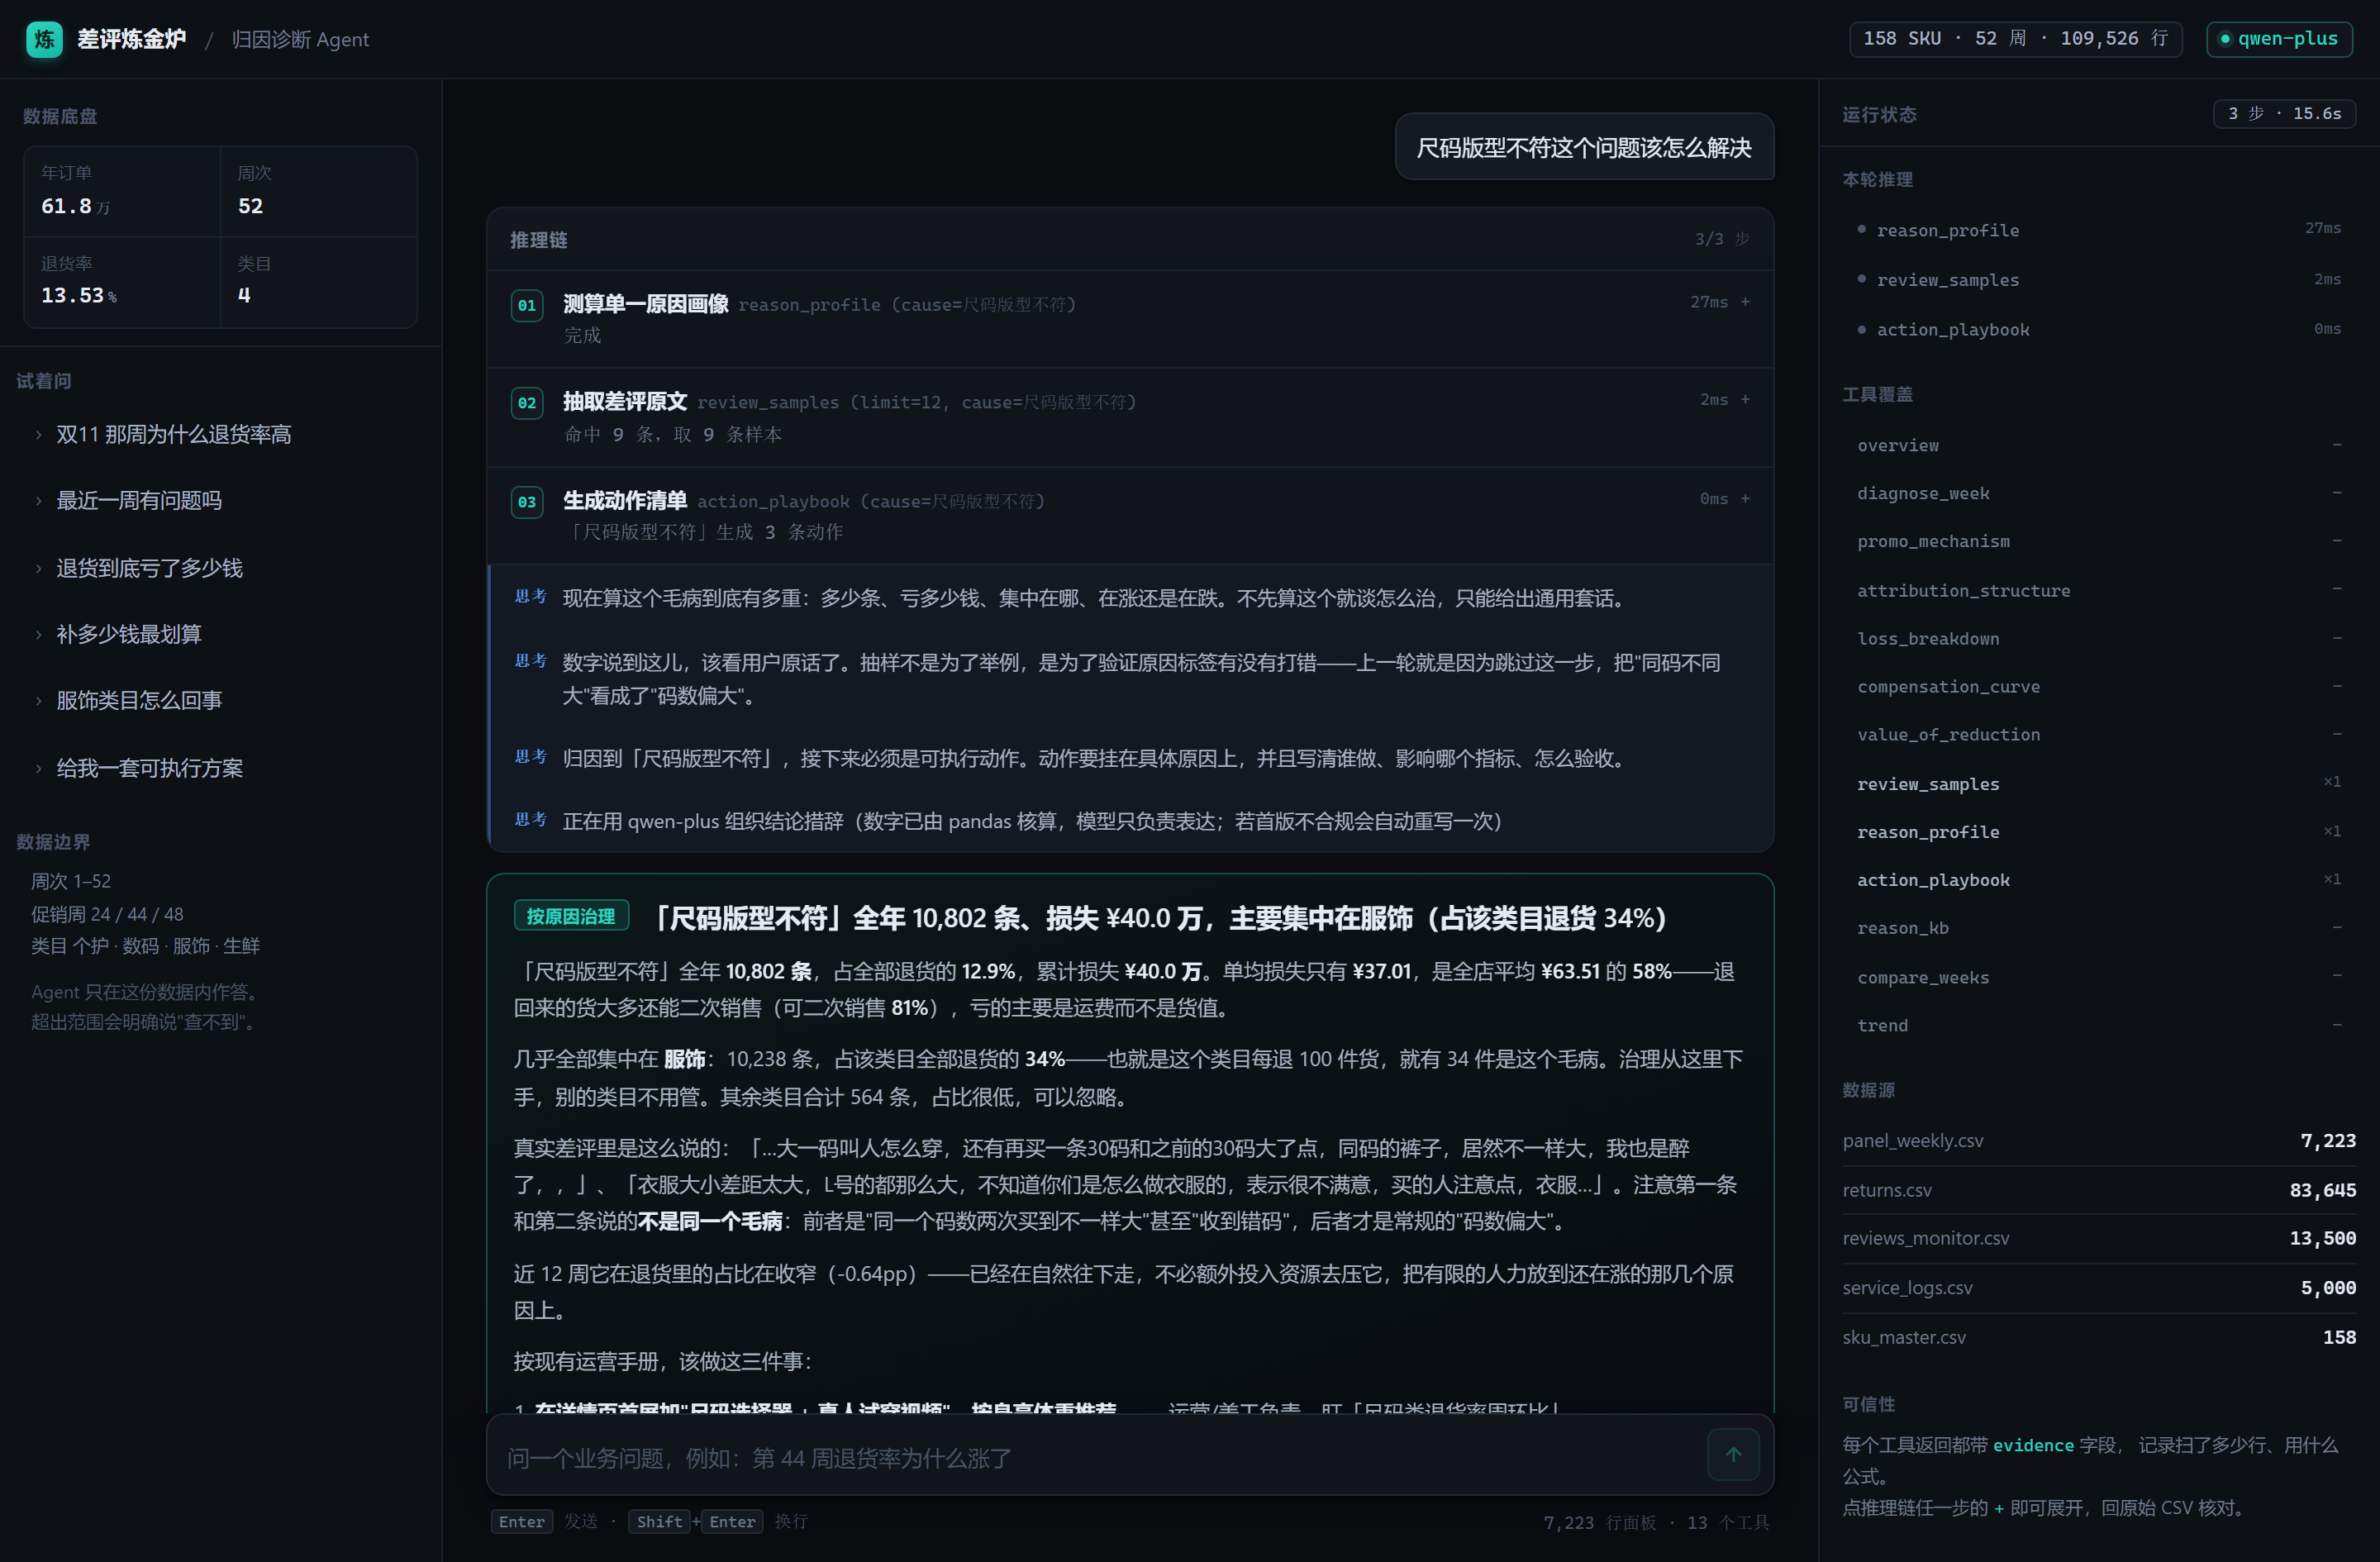 炼 差评炼金炉 / 归因诊断 Agent
158 SKU · 52 周 · 109,526 行
qwen-plus
数据底盘
年订单
61.8 万
周次
52
退货率
13.53 %
类目
4
试着问
› 双11 那周为什么退货率高
› 最近一周有问题吗
› 退货到底亏了多少钱
› 补多少钱最划算
› 服饰类目怎么回事
› 给我一套可执行方案
数据边界
周次 1–52
促销周 24 / 44 / 48
类目 个护 · 数码 · 服饰 · 生鲜
Agent 只在这份数据内作答。
超出范围会明确说"查不到"。
尺码版型不符这个问题该怎么解决
推理链 3/3 步
01 测算单一原因画像 reason_profile (cause=尺码版型不符) 27ms +
完成
02 抽取差评原文 review_samples (limit=12, cause=尺码版型不符) 2ms +
命中 9 条，取 9 条样本
03 生成动作清单 action_playbook (cause=尺码版型不符) 0ms +
「尺码版型不符」生成 3 条动作
思考 现在算这个毛病到底有多重：多少条、亏多少钱、集中在哪、在涨还是在跌。不先算这个就谈怎么治，只能给出通用套话。
思考 数字说到这儿，该看用户原话了。抽样不是为了举例，是为了验证原因标签有没有打错——上一轮就是因为跳过这一步，把"同码不同
大"看成了"码数偏大"。
思考 归因到「尺码版型不符」，接下来必须是可执行动作。动作要挂在具体原因上，并且写清谁做、影响哪个指标、怎么验收。
思考 正在用 qwen-plus 组织结论措辞（数字已由 pandas 核算，模型只负责表达；若首版不合规会自动重写一次）
按原因治理 「尺码版型不符」全年 10,802 条、损失 ¥40.0 万，主要集中在服饰（占该类目退货 34%）
「尺码版型不符」全年 10,802 条，占全部退货的 12.9%，累计损失 ¥40.0 万。单均损失只有 ¥37.01，是全店平均 ¥63.51 的 58%——退
回来的货大多还能二次销售（可二次销售 81%），亏的主要是运费而不是货值。
几乎全部集中在 服饰：10,238 条，占该类目全部退货的 34%——也就是这个类目每退 100 件货，就有 34 件是这个毛病。治理从这里下
手，别的类目不用管。其余类目合计 564 条，占比很低，可以忽略。
真实差评里是这么说的：「…大一码叫人怎么穿，还有再买一条30码和之前的30码大了点，同码的裤子，居然不一样大，我也是醉
了，，」、「衣服大小差距太大，L号的都那么大，不知道你们是怎么做衣服的，表示很不满意，买的人注意点，衣服…」。注意第一条
和第二条说的不是同一个毛病：前者是"同一个码数两次买到不一样大"甚至"收到错码"，后者才是常规的"码数偏大"。
近 12 周它在退货里的占比在收窄（-0.64pp）——已经在自然往下走，不必额外投入资源去压它，把有限的人力放到还在涨的那几个原
因上。
按现有运营手册，该做这三件事：
1. 在详情页首屏加"尺码选择器 + 真人试穿视频"，按身高体重推荐 —— 运营/美工负责，盯「尺码类退货率周环比」
问一个业务问题，例如：第 44 周退货率为什么涨了
Enter 发送 · Shift+Enter 换行
7,223 行面板 · 13 个工具
运行状态 3 步 · 15.6s
本轮推理
reason_profile 27ms
review_samples 2ms
action_playbook 0ms
工具覆盖
overview —
diagnose_week —
promo_mechanism —
attribution_structure —
loss_breakdown —
compensation_curve —
value_of_reduction —
review_samples ×1
reason_profile ×1
action_playbook ×1
reason_kb —
compare_weeks —
trend —
数据源
panel_weekly.csv 7,223
returns.csv 83,645
reviews_monitor.csv 13,500
service_logs.csv 5,000
sku_master.csv 158
可信性
每个工具返回都带 evidence 字段， 记录扫了多少行、用什么
公式。
点推理链任一步的 + 即可展开，回原始 CSV 核对。